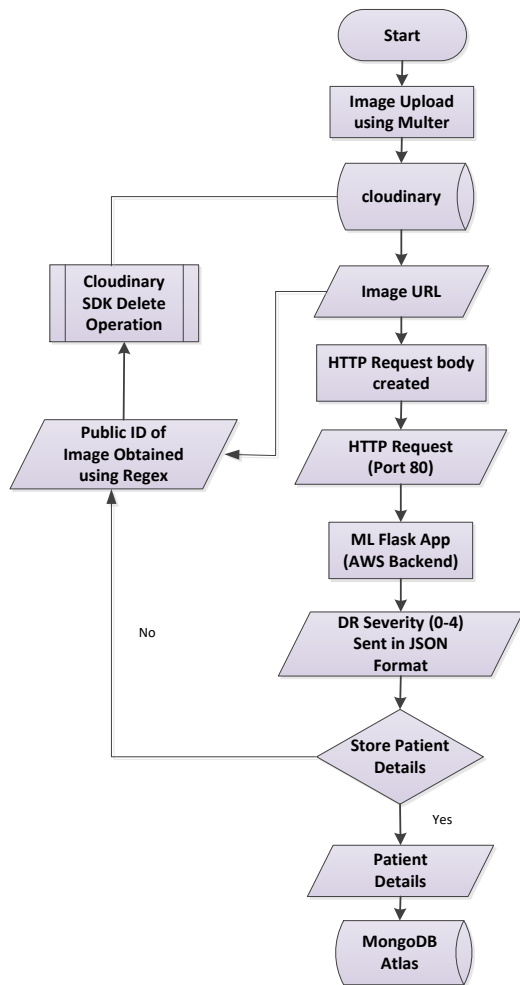 Start
Image Upload
using Multer
cloudinary
Cloudinary
SDK Delete
Operation
Image URL
HTTP Request body
created
Public ID of
Image Obtained
using Regex
HTTP Request
(Port 80)
ML Flask App
(AWS Backend)
DR Severity (0-4)
Sent in JSON
Format
No
Store Patient
Details
Yes
Patient
Details
MongoDB
Atlas